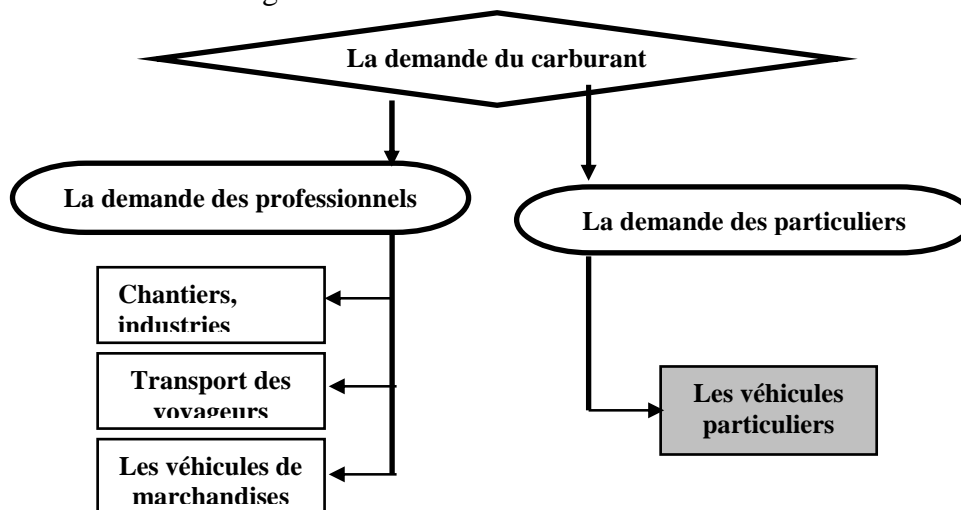 La demande du carburant
La demande des professionnels
La demande des particuliers
Chantiers,
industries
Transport des
voyageurs
Les véhicules
particuliers
Les véhicules de
marchandises